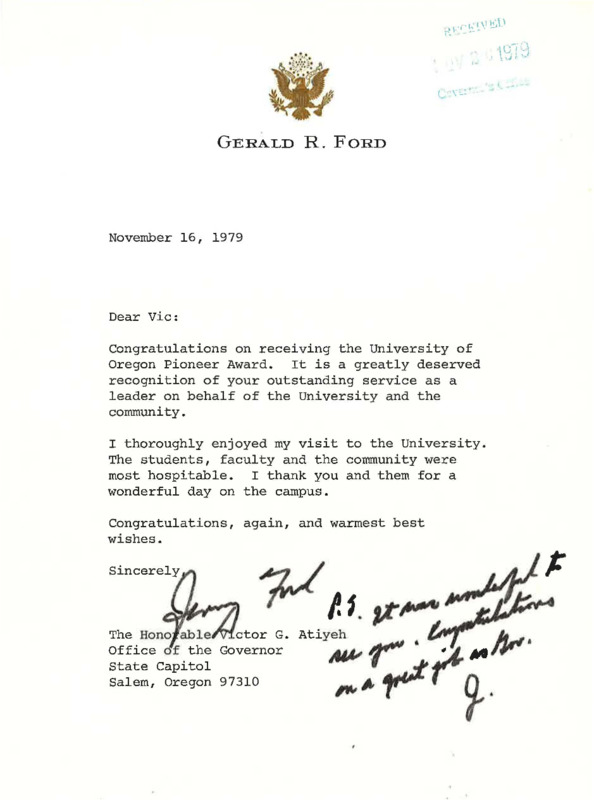 RECEIVED
1979
Governor's Office
GERALD R. FORD
November 16, 1979
Dear Vic:
Congratulations on receiving the University of
Oregon Pioneer Award.  It is a greatly deserved
recognition of your outstanding service as a
leader on behalf of the University and the
community.
I thoroughly enjoyed my visit to the University.
The students, faculty and the community were
most hospitable.  I thank you and them for a
wonderful day on the campus.
Congratulations, again, and warmest best
wishes.
Sincerely,
Jerry Ford
P.S. It was wonderful to
see you. Congratulations
on a great job as Gov.
J.
The Honorable Victor G. Atiyeh
Office of the Governor
State Capitol
Salem, Oregon 97310